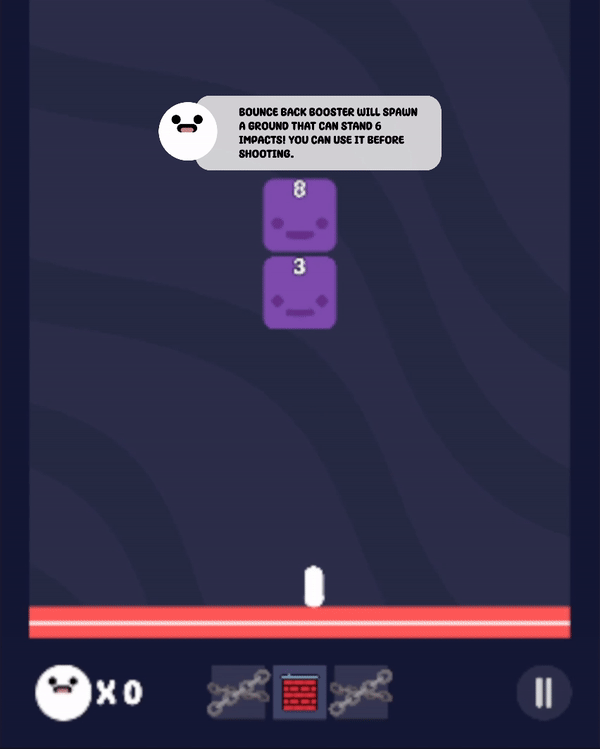 BOUNCE BACK BOOSTER WILL SPAWN
A GROUND THAT CAN STAND 6
IMPACTS! YOU CAN USE IT BEFORE
SHOOTING.
8
3
X 0